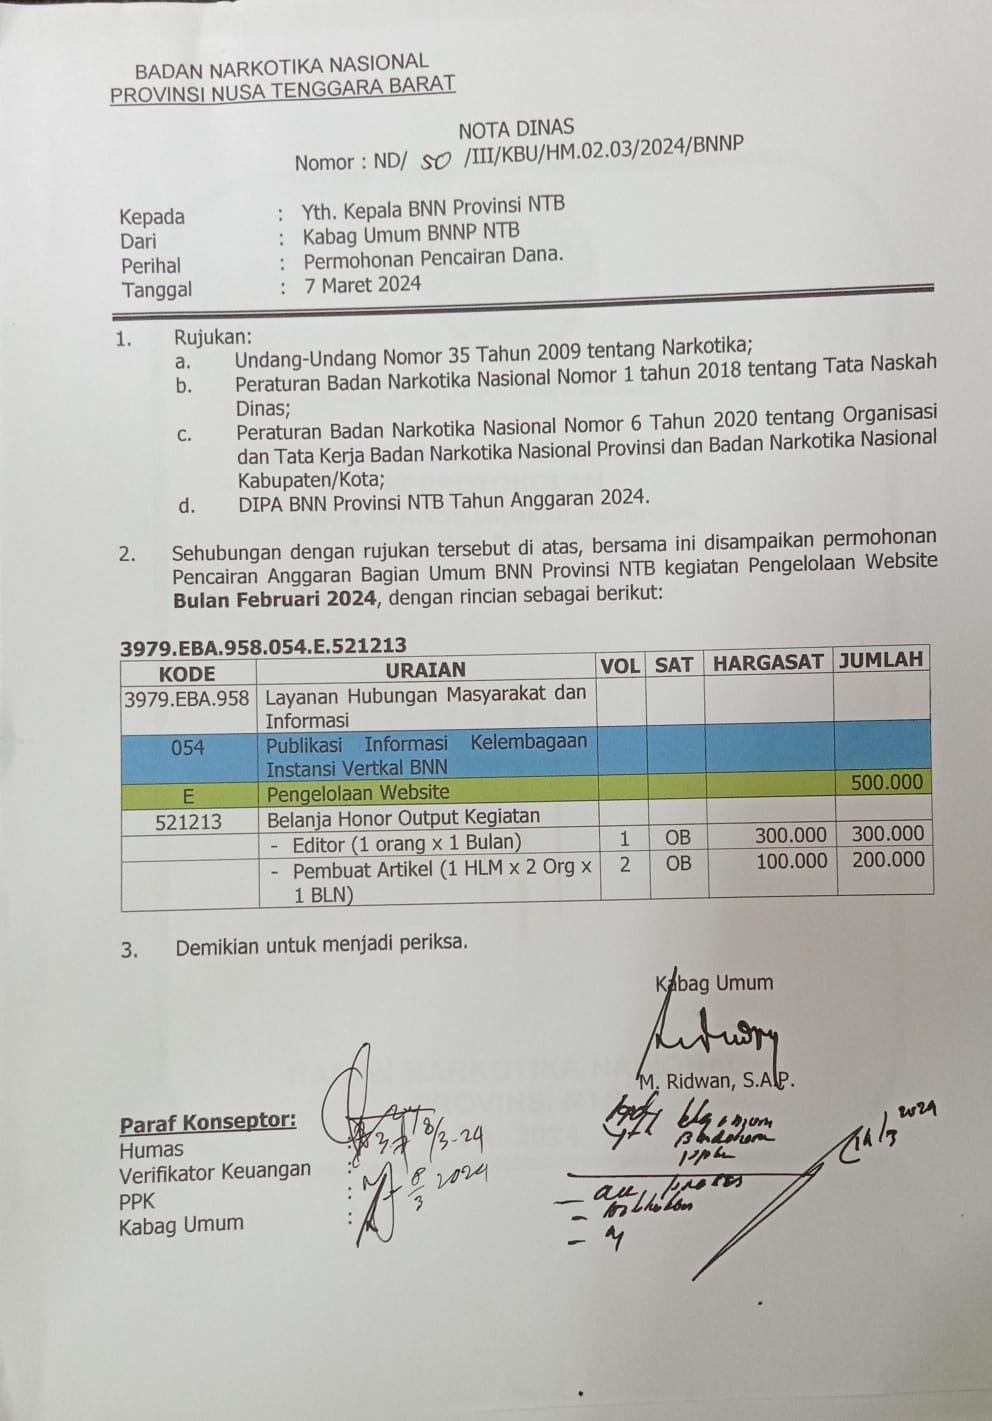 BADAN NARKOTIKA NASIONAL
PROVINSI NUSA TENGGARA BARAT
NOTA DINAS
Nomor : ND/ 50 /III/KBU/HM.02.03/2024/BNNP
Kepada : Yth. Kepala BNN Provinsi NTB
Dari : Kabag Umum BNNP NTB
Perihal : Permohonan Pencairan Dana.
Tanggal : 7 Maret 2024
1. Rujukan:
a. Undang-Undang Nomor 35 Tahun 2009 tentang Narkotika;
b. Peraturan Badan Narkotika Nasional Nomor 1 tahun 2018 tentang Tata Naskah
Dinas;
c. Peraturan Badan Narkotika Nasional Nomor 6 Tahun 2020 tentang Organisasi
dan Tata Kerja Badan Narkotika Nasional Provinsi dan Badan Narkotika Nasional
Kabupaten/Kota;
d. DIPA BNN Provinsi NTB Tahun Anggaran 2024.
2. Sehubungan dengan rujukan tersebut di atas, bersama ini disampaikan permohonan
Pencairan Anggaran Bagian Umum BNN Provinsi NTB kegiatan Pengelolaan Website
Bulan Februari 2024, dengan rincian sebagai berikut:
3979.EBA.958.054.E.521213
KODE URAIAN VOL SAT HARGASAT JUMLAH
3979.EBA.958 Layanan Hubungan Masyarakat dan
Informasi
054 Publikasi Informasi Kelembagaan
Instansi Vertkal BNN
E Pengelolaan Website 500.000
521213 Belanja Honor Output Kegiatan
- Editor (1 orang x 1 Bulan) 1 OB 300.000 300.000
- Pembuat Artikel (1 HLM x 2 Org x 2 OB 100.000 200.000
1 BLN)
3. Demikian untuk menjadi periksa.
Kabag Umum
M. Ridwan, S.A.P.
Paraf Konseptor:
Humas :
Verifikator Keuangan : 8/3-24
PPK : 8/3 2024
Kabag Umum :
2024